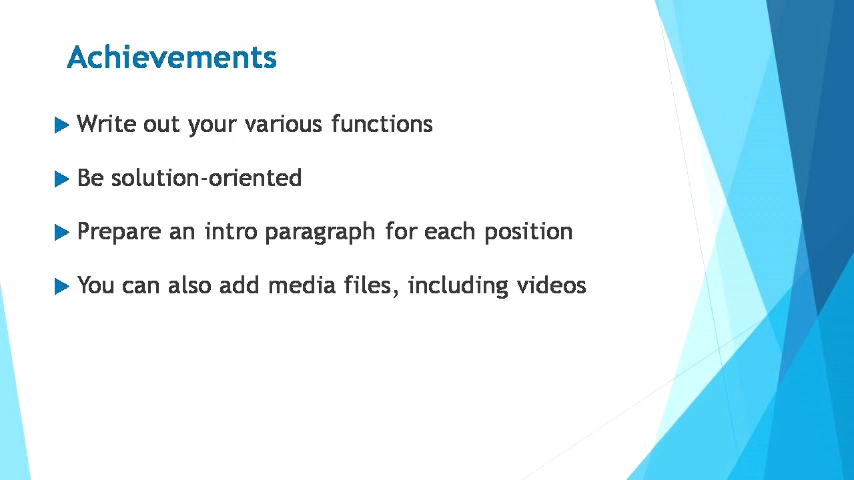 Achievements
Write out your various functions
Be solution-oriented
Prepare an intro paragraph for each position
You can also add media files, including videos